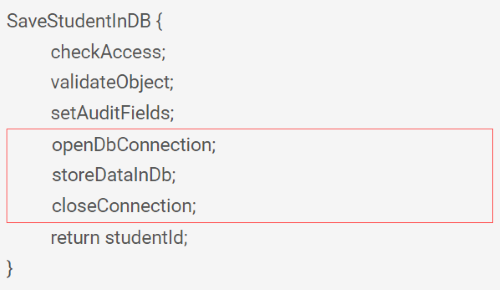 SaveStudentInDB {
checkAccess;
validateObject;
setAuditFields;
openDbConnection;
storeDataInDb;
closeConnection;
return studentId;
}